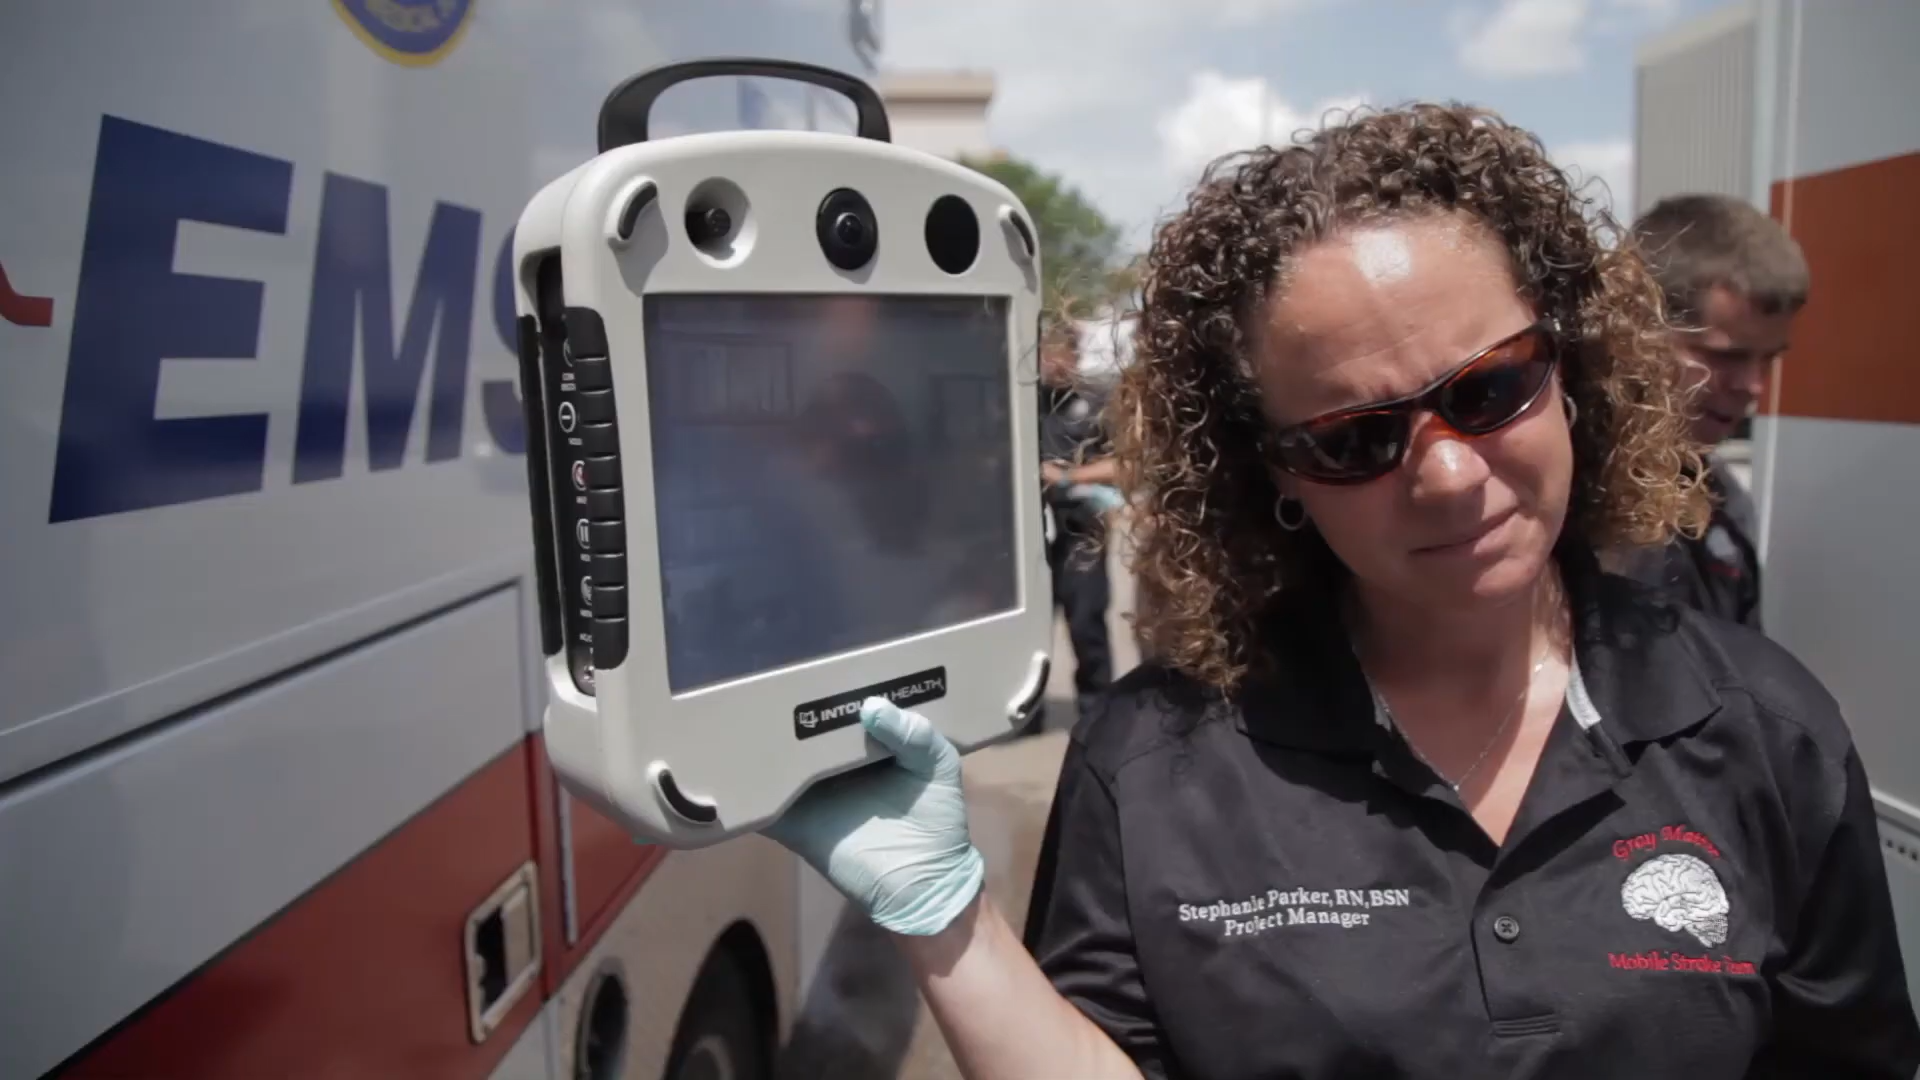 EMS
INTOUCH HEALTH
Stephanie Parker, RN, BSN
Project Manager
Gray Matter
Mobile Stroke Team